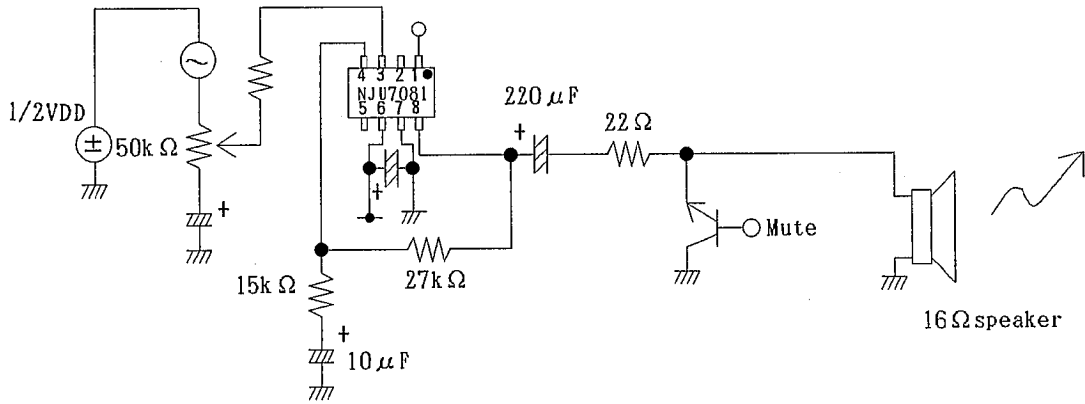 4 3 2 1
NJU7081
5 6 7 8
1/2VDD
±
~
50kΩ
+
+
220μF
+
22Ω
Mute
27kΩ
15kΩ
+
10μF
16Ωspeaker